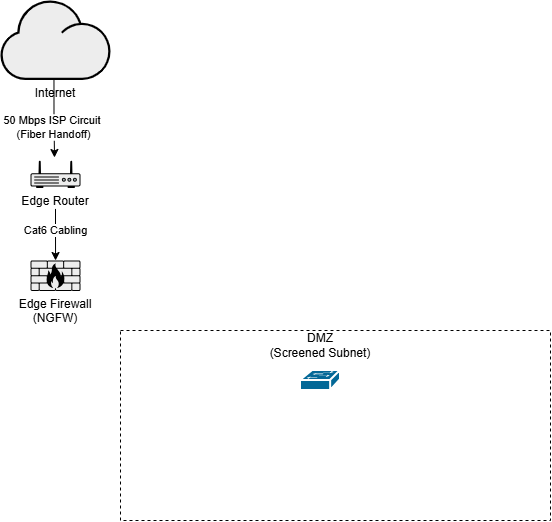 Internet
50 Mbps ISP Circuit
(Fiber Handoff)
Edge Router
Cat6 Cabling
Edge Firewall
(NGFW)
DMZ
(Screened Subnet)